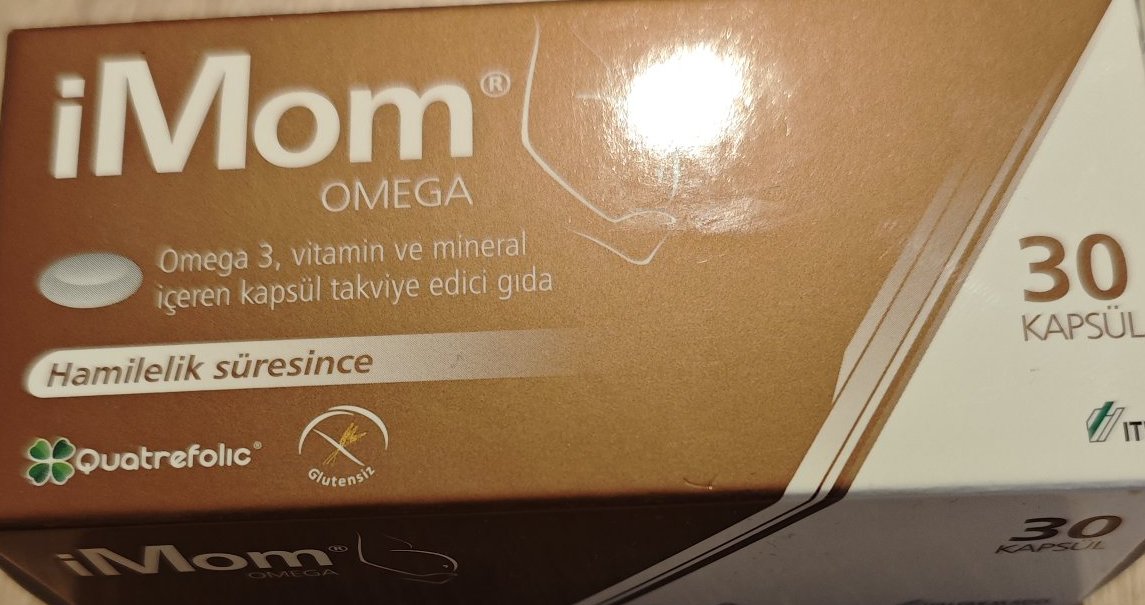 iMom®
OMEGA
Omega 3, vitamin ve mineral
içeren kapsül takviye edici gıda
Hamilelik süresince
Quatrefolic®
Glutensiz
30
KAPSÜL
iMom®
OMEGA
30
KAPSÜL